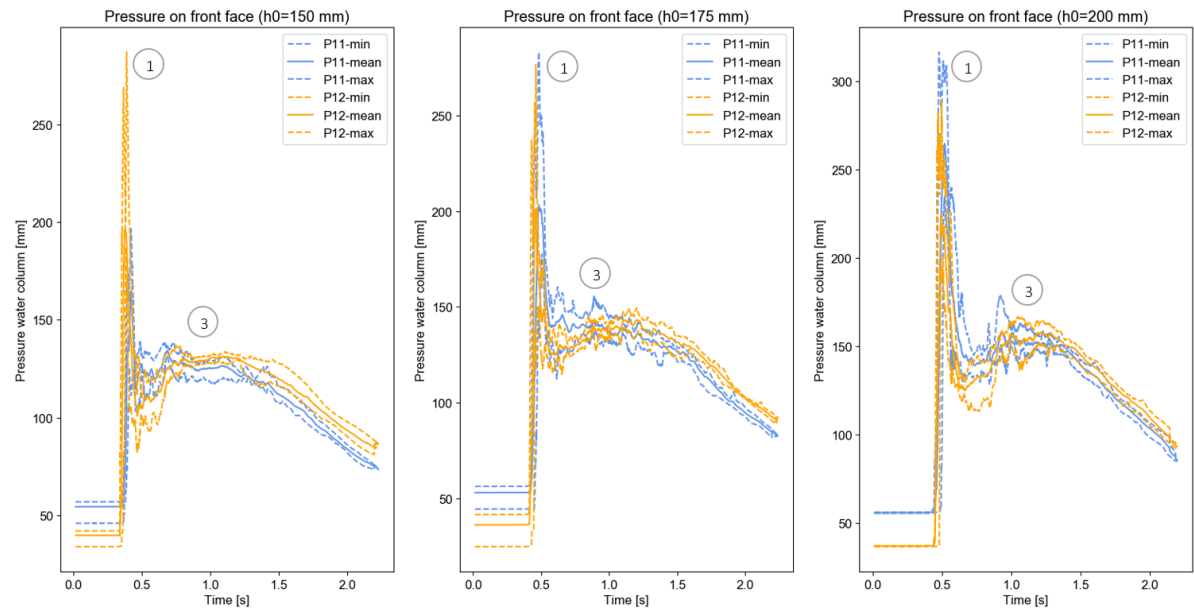 Pressure on front face (h0=150 mm)
P11-min
P11-mean
P11-max
P12-min
P12-mean
P12-max
1
3
250
200
150
100
50
Pressure water column [mm]
0.0 0.5 1.0 1.5 2.0
Time [s]
Pressure on front face (h0=175 mm)
P11-min
P11-mean
P11-max
P12-min
P12-mean
P12-max
1
3
250
200
150
100
50
Pressure water column [mm]
0.0 0.5 1.0 1.5 2.0
Time [s]
Pressure on front face (h0=200 mm)
P11-min
P11-mean
P11-max
P12-min
P12-mean
P12-max
1
3
300
250
200
150
100
50
Pressure water column [mm]
0.0 0.5 1.0 1.5 2.0
Time [s]